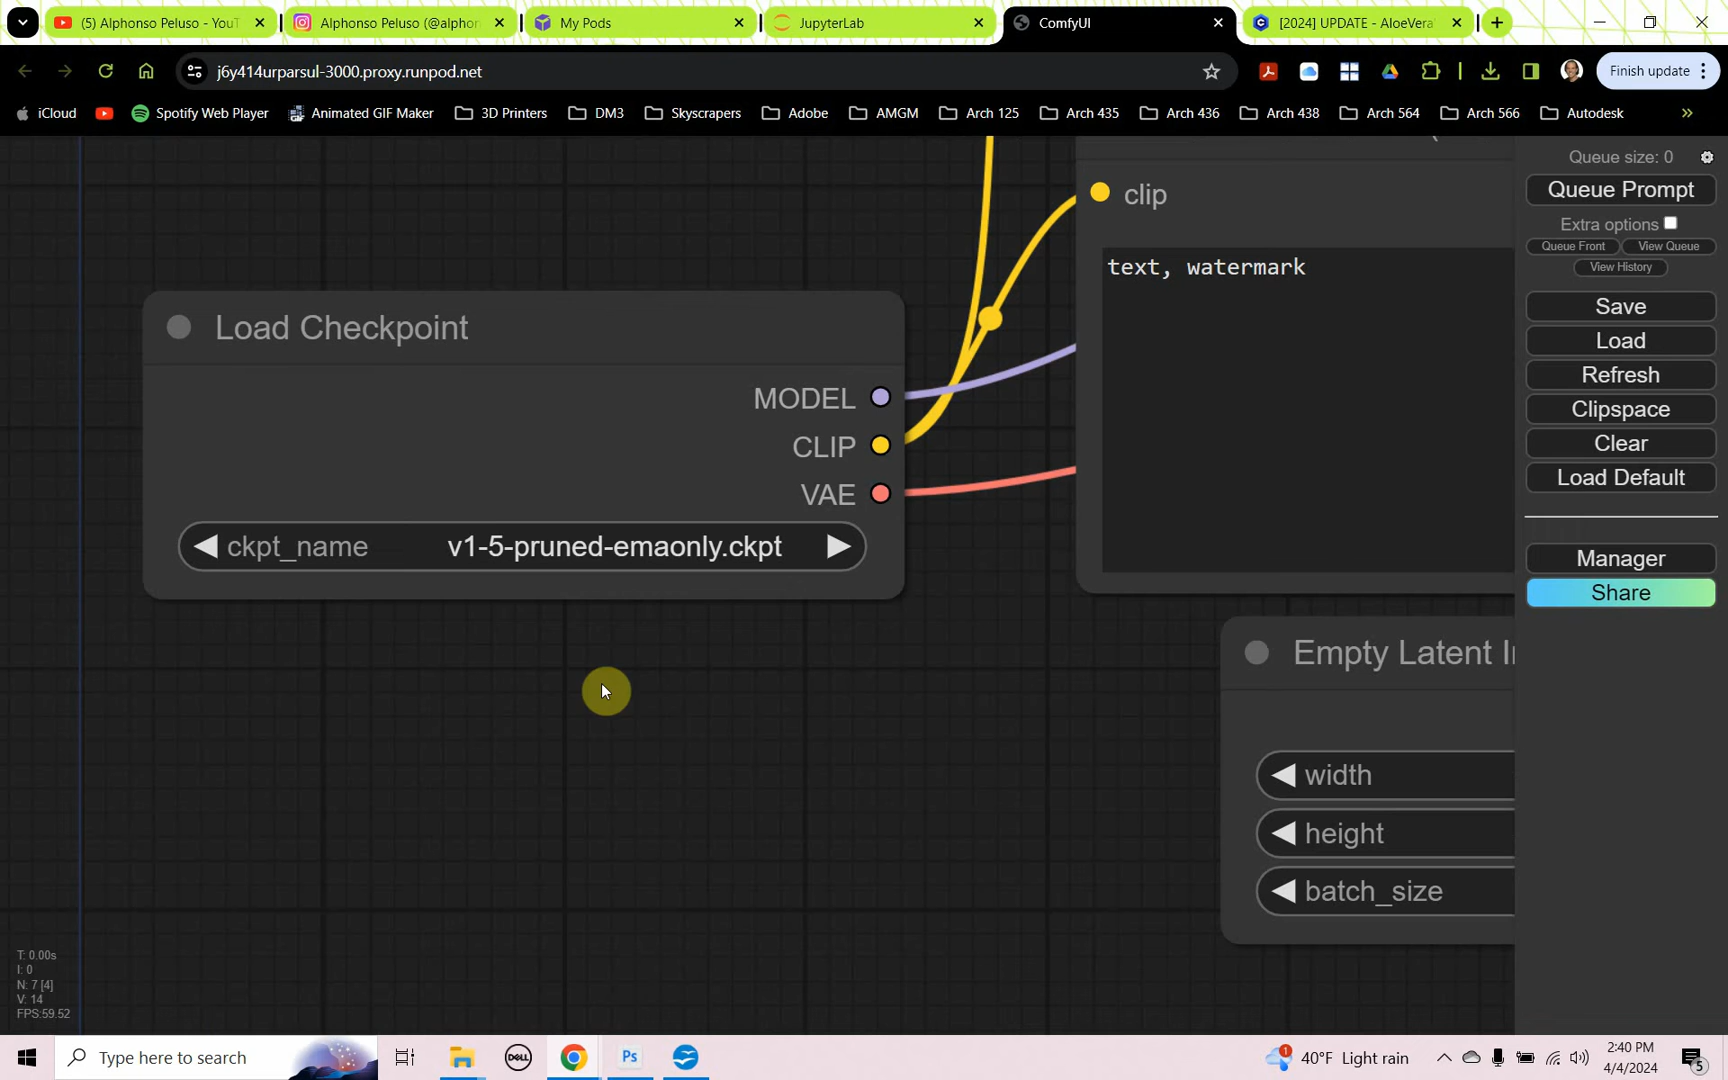 (5) Alphonso Peluso - YouT
Alphonso Peluso (@alphon
My Pods
JupyterLab
ComfyUI
[2024] UPDATE - AloeVera
j6y414urparsul-3000.proxy.runpod.net
Finish update
iCloud
Spotify Web Player
Animated GIF Maker
3D Printers
DM3
Skyscrapers
Adobe
AMGM
Arch 125
Arch 435
Arch 436
Arch 438
Arch 564
Arch 566
Autodesk
»
Queue size: 0
Queue Prompt
Extra options
Queue Front
View Queue
View History
Save
Load
Refresh
Clipspace
Clear
Load Default
Manager
Share
clip
text, watermark
Load Checkpoint
MODEL
CLIP
VAE
ckpt_name
v1-5-pruned-emaonly.ckpt
Empty Latent I
width
height
batch_size
T: 0.00s
I: 0
N: 7 [4]
V: 14
FPS:59.52
Type here to search
DELL
Ps
1
40°F Light rain
2:40 PM
4/4/2024
5